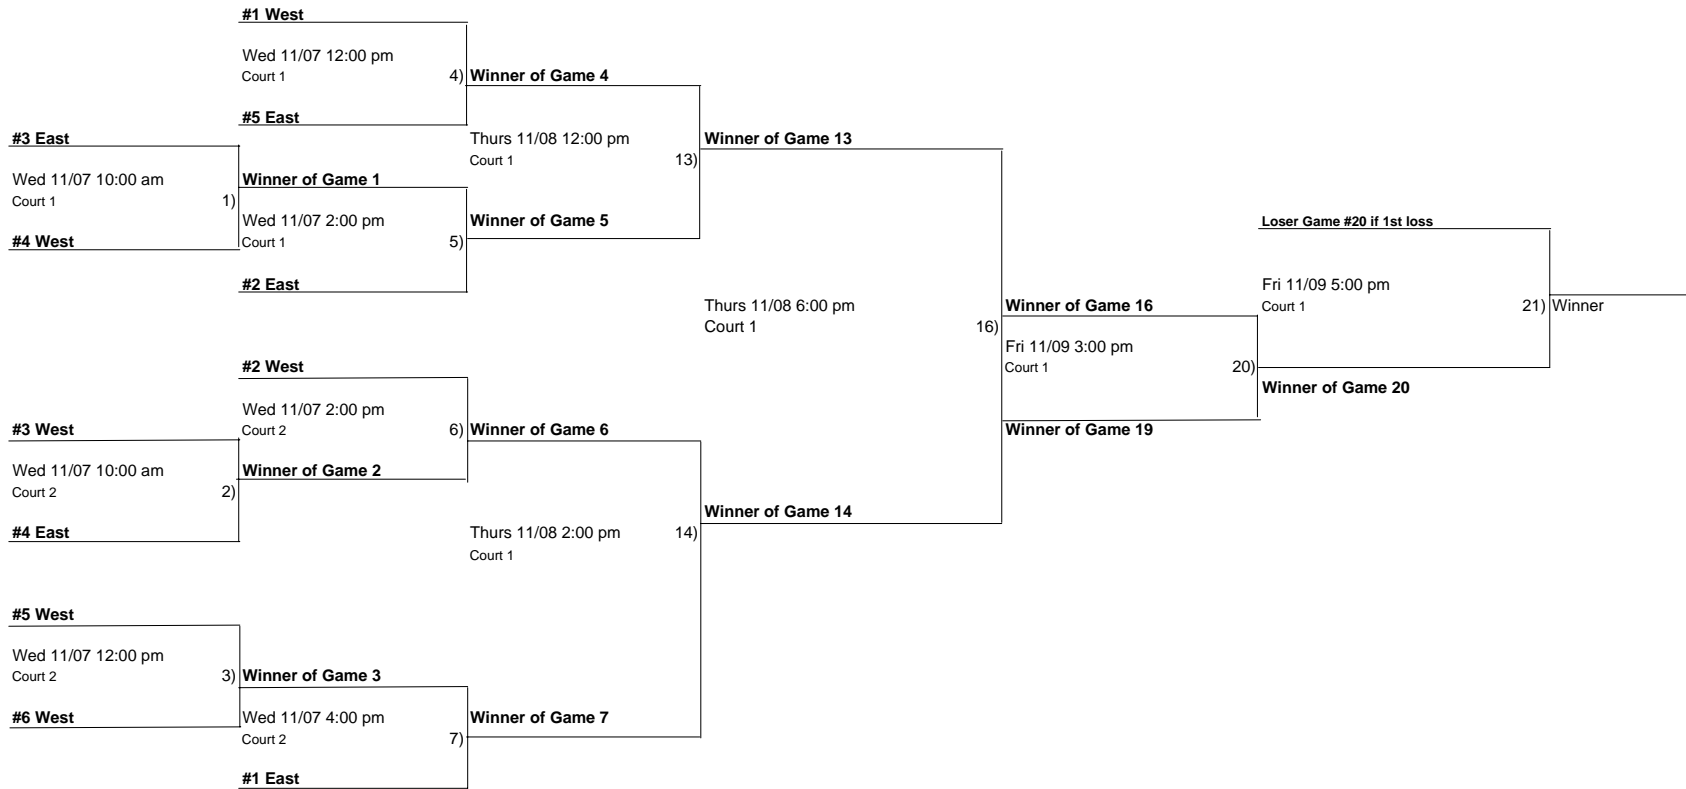 #1 West
Wed 11/07 12:00 pm
Court 1
4) Winner of Game 4
#5 East
#3 East
Thurs 11/08 12:00 pm
Court 1
13)
Winner of Game 13
Wed 11/07 10:00 am
Court 1
1)
Winner of Game 1
#4 West
Wed 11/07 2:00 pm
Court 1
5)
Winner of Game 5
#2 East
Loser Game #20 if 1st loss
Fri 11/09 5:00 pm
Court 1
21) Winner
Thurs 11/08 6:00 pm
Court 1
16)
Winner of Game 16
Fri 11/09 3:00 pm
Court 1
20)
Winner of Game 20
Winner of Game 19
#2 West
Wed 11/07 2:00 pm
Court 2
6) Winner of Game 6
#3 West
Wed 11/07 10:00 am
Court 2
2)
Winner of Game 2
#4 East
Thurs 11/08 2:00 pm
Court 1
14)
Winner of Game 14
#5 West
Wed 11/07 12:00 pm
Court 2
3) Winner of Game 3
#6 West
Wed 11/07 4:00 pm
Court 2
7)
Winner of Game 7
#1 East